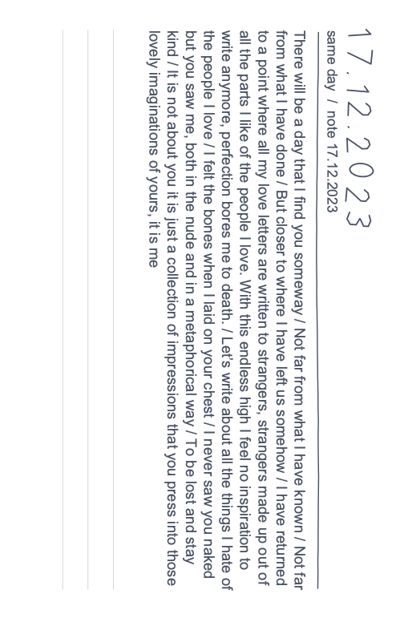 17.12.2023
same day / note 17.12.2023
There will be a day that I find you someway / Not far from what I have known / Not far
from what I have done / But closer to where I have left us somehow / I have returned
to a point where all my love letters are written to strangers, strangers made up out of
all the parts I like of the people I love. With this endless high I feel no inspiration to
write anymore, perfection bores me to death. / Let's write about all the things I hate of
the people I love / I felt the bones when I laid on your chest / I never saw you naked
but you saw me, both in the nude and in a metaphorical way / To be lost and stay
kind / It is not about you it is just a collection of impressions that you press into those
lovely imaginations of yours, it is me